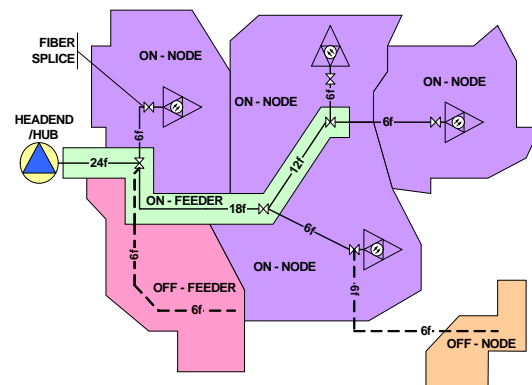 FIBER
SPLICE
ON - NODE
ON - NODE
ON - NODE
HEADEND
/HUB
6f
6f
6f
24f
12f
ON - FEEDER
18f
6f
6f
ON - NODE
OFF - FEEDER
6f
6f
6f
OFF - NODE